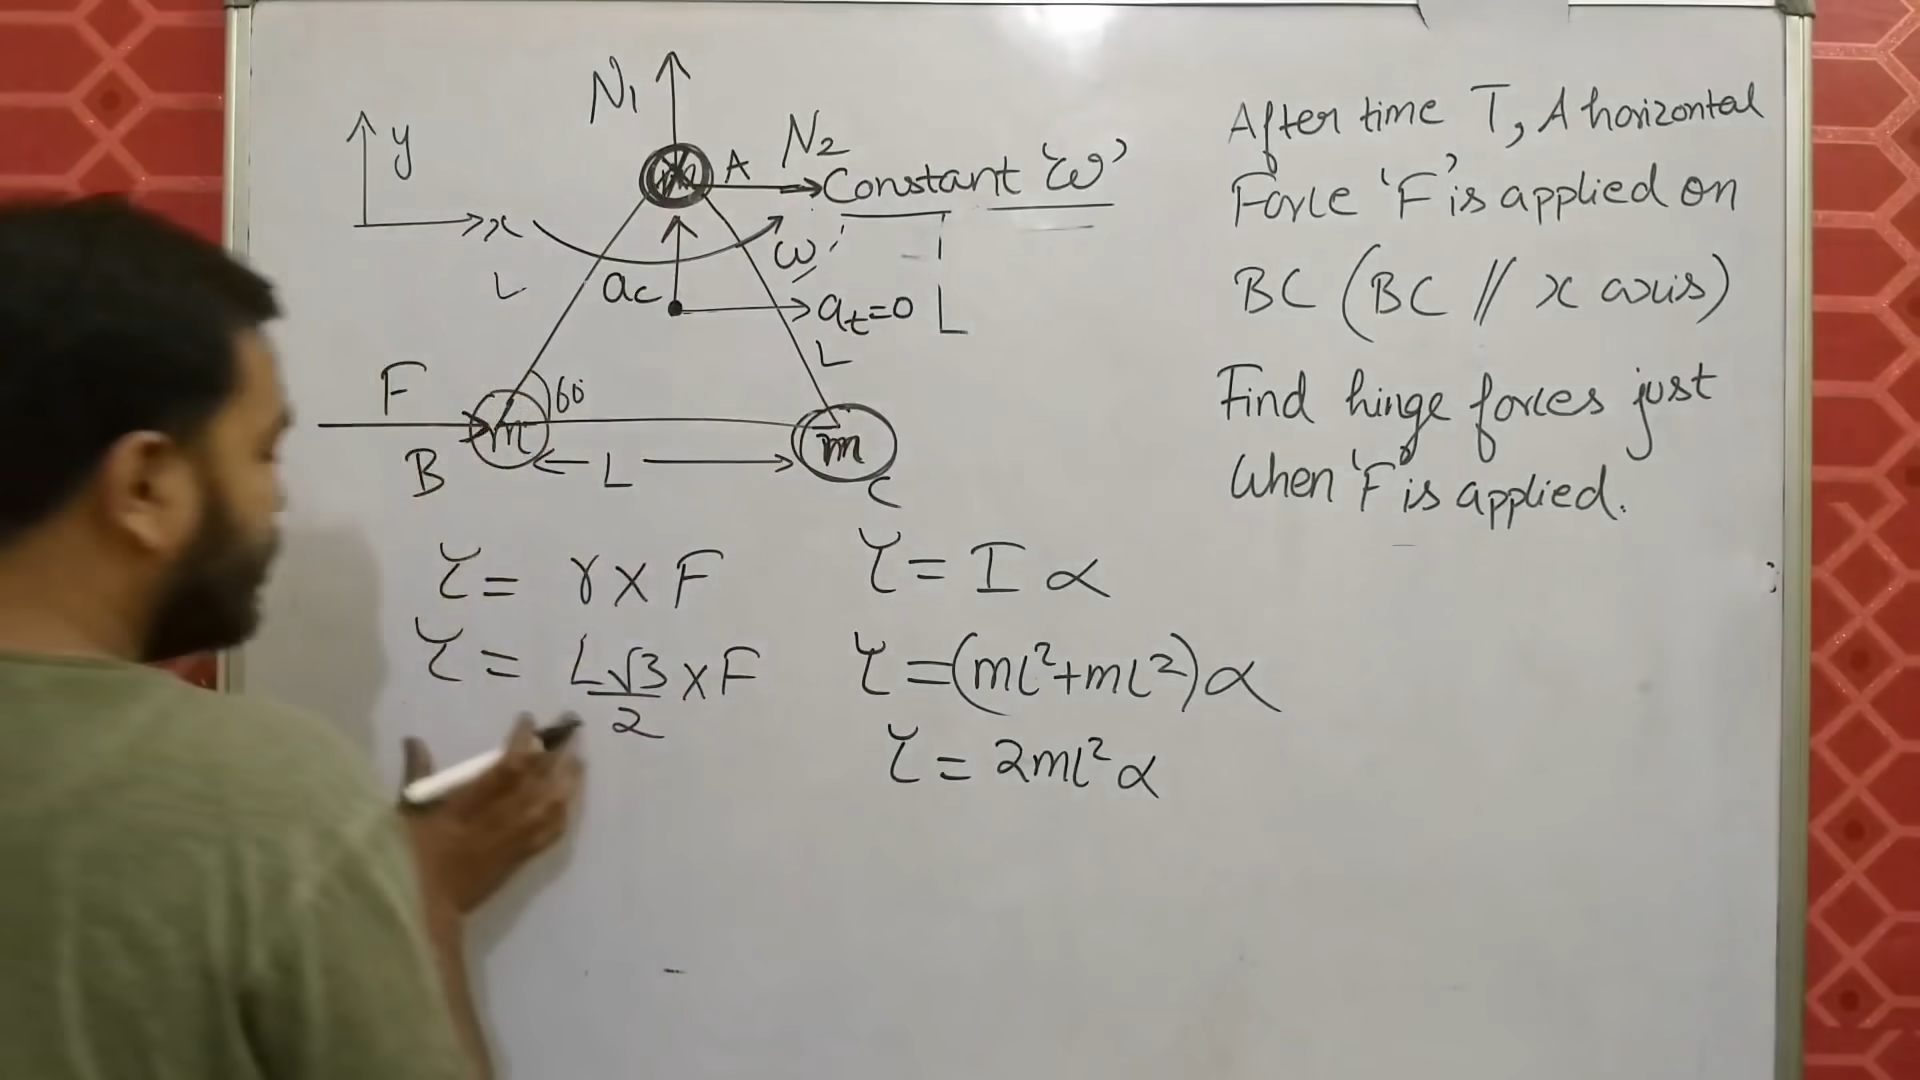 N₁
y
A
N₂
m
Constant 'ω'
x
ω
L
ac
at=0
L
L
F
60
m
m
B
L
C
After time T, A horizontal
Force 'F' is applied on
BC (BC // x axis)
Find hinge forces just
when 'F' is applied.
τ = r × F
τ = L√3/2 × F
τ = I α
τ = (ml²+ml²)α
τ = 2ml²α